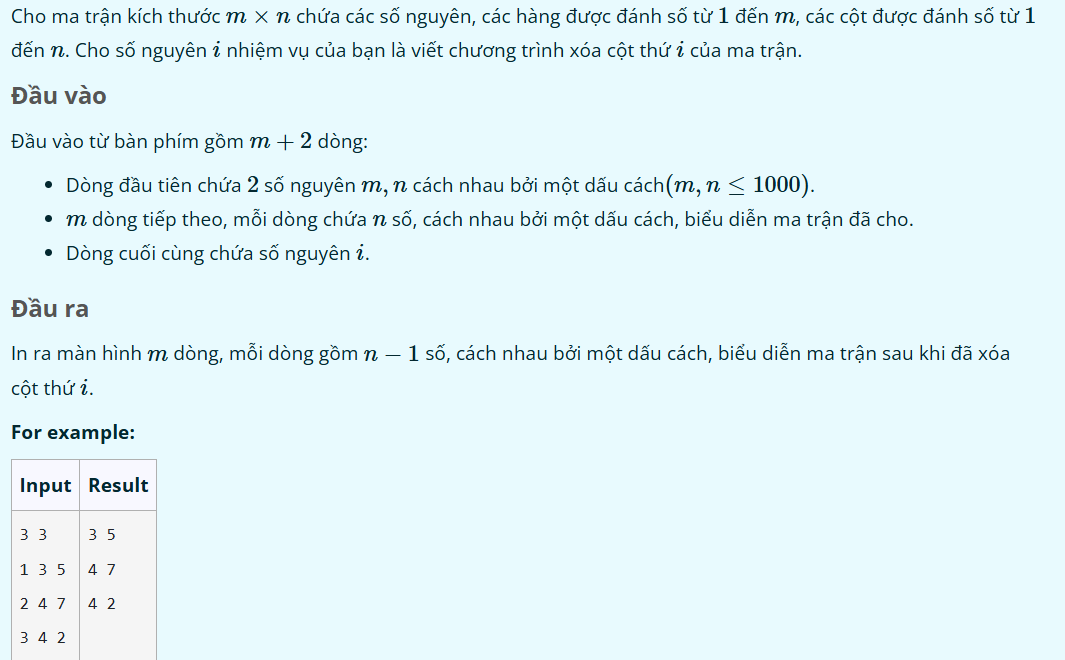 Cho ma trận kích thước m × n chứa các số nguyên, các hàng được đánh số từ 1 đến m, các cột được đánh số từ 1
đến n. Cho số nguyên i nhiệm vụ của bạn là viết chương trình xóa cột thứ i của ma trận.
Đầu vào
Đầu vào từ bàn phím gồm m + 2 dòng:
• Dòng đầu tiên chứa 2 số nguyên m, n cách nhau bởi một dấu cách(m, n ≤ 1000).
• m dòng tiếp theo, mỗi dòng chứa n số, cách nhau bởi một dấu cách, biểu diễn ma trận đã cho.
• Dòng cuối cùng chứa số nguyên i.
Đầu ra
In ra màn hình m dòng, mỗi dòng gồm n − 1 số, cách nhau bởi một dấu cách, biểu diễn ma trận sau khi đã xóa
cột thứ i.
For example:
Input Result
3 3 3 5
1 3 5 4 7
2 4 7 4 2
3 4 2